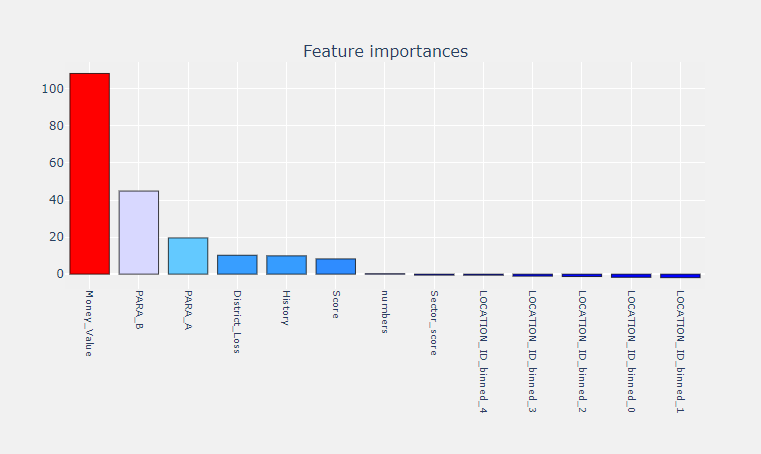 Feature importances
100
80
60
40
20
0
Money_Value
PARA_B
PARA_A
District_Loss
History
Score
numbers
Sector_score
LOCATION_ID_binned_4
LOCATION_ID_binned_3
LOCATION_ID_binned_2
LOCATION_ID_binned_0
LOCATION_ID_binned_1